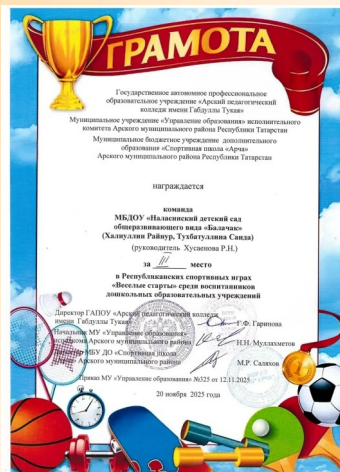 ГРАМОТА
Государственное автономное профессиональное
образовательное учреждение «Арский педагогический
колледж имени Габдуллы Тукая»
Муниципальное учреждение «Управление образования» исполнительного
комитета Арского муниципального района Республики Татарстан
Муниципальное бюджетное учреждение дополнительного
образования «Спортивная школа «Арча»
Арского муниципального района Республики Татарстан
награждается
команда
МБДОУ «Наласинский детский сад
общеразвивающего вида «Балачак»
(Халиуллин Райнур, Тухбатуллина Саида)
(руководитель Хусаенова Р.Н.)
за III место
в Республиканских спортивных играх
«Веселые старты» среди воспитанников
дошкольных образовательных учреждений
Директор ГАПОУ «Арский педагогический колледж
имени Габдуллы Тукая» Г.Ф. Гарипова
МУ «Управление образования»
исполкома Арского муниципального района Н.Н. Муллахметов
Директор МБУ ДО «Спортивная школа
«Арча» Арского муниципального района М.Р. Саляхов
Приказ МУ «Управление образования» №325 от 12.11.2025
20 ноября 2025 года